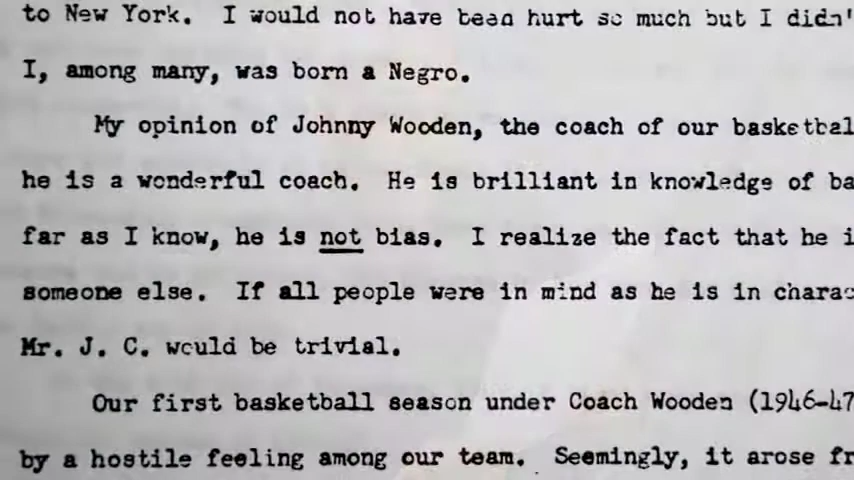 to New York. I would not have been hurt so much but I didn'
I, among many, was born a Negro.
My opinion of Johnny Wooden, the coach of our basketbal
he is a wonderful coach. He is brilliant in knowledge of ba
far as I know, he is not bias. I realize the fact that he i
someone else. If all people were in mind as he is in charac
Mr. J. C. would be trivial.
Our first basketball season under Coach Wooden (1946-47
by a hostile feeling among our team. Seemingly, it arose fr